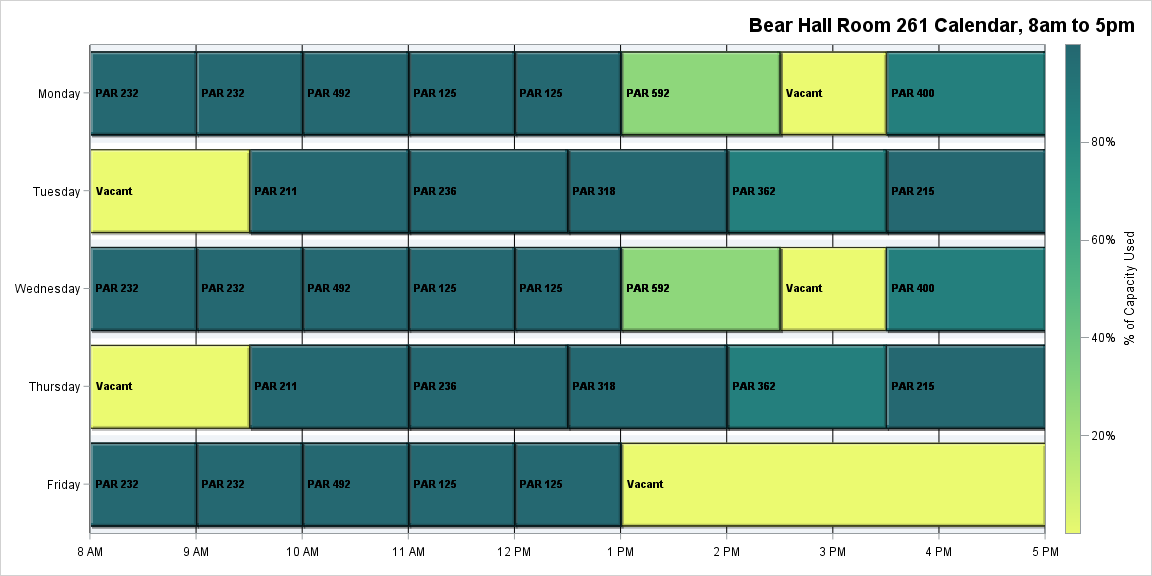 Bear Hall Room 261 Calendar, 8am to 5pm
Monday PAR 232 PAR 232 PAR 492 PAR 125 PAR 125 PAR 592 Vacant PAR 400
80%
Tuesday Vacant PAR 211 PAR 236 PAR 318 PAR 362 PAR 215
60%
% of Capacity Used
Wednesday PAR 232 PAR 232 PAR 492 PAR 125 PAR 125 PAR 592 Vacant PAR 400
40%
Thursday Vacant PAR 211 PAR 236 PAR 318 PAR 362 PAR 215
20%
Friday PAR 232 PAR 232 PAR 492 PAR 125 PAR 125 Vacant
8 AM 9 AM 10 AM 11 AM 12 PM 1 PM 2 PM 3 PM 4 PM 5 PM